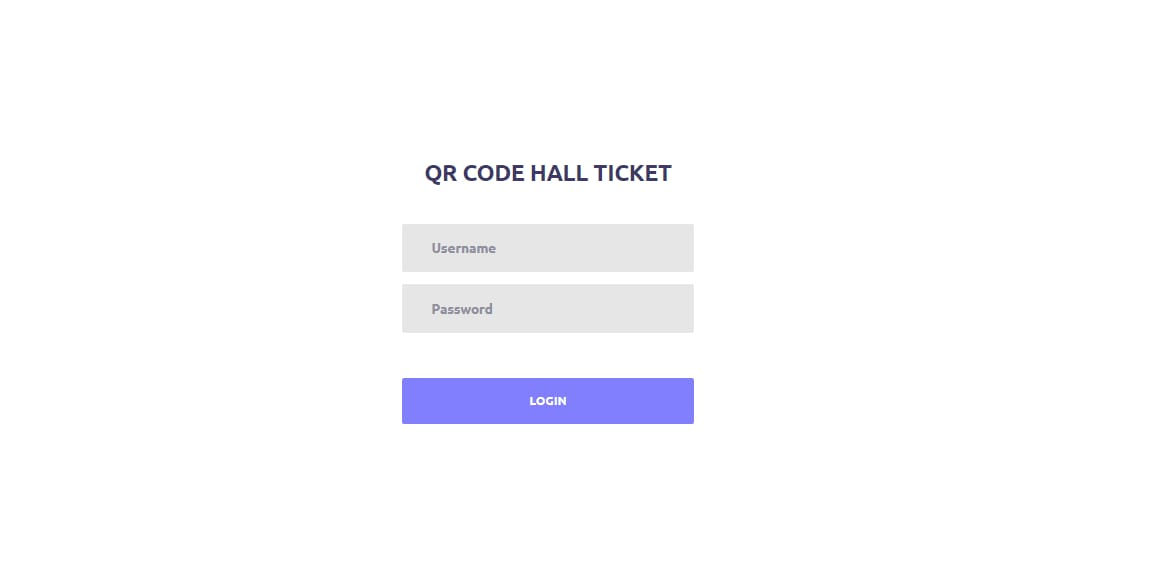 QR CODE HALL TICKET
Username
Password
LOGIN